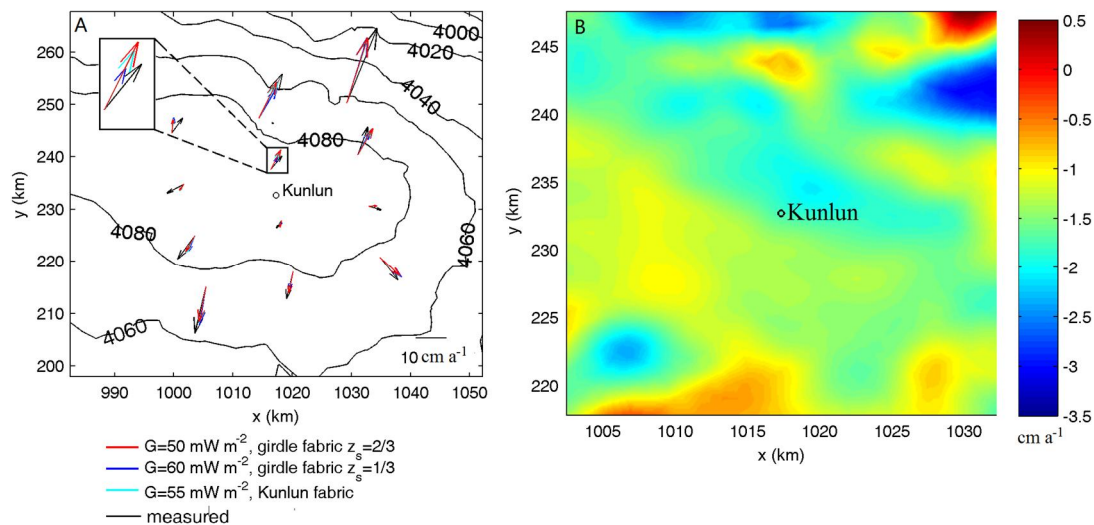 A
4000
4020
4040
4080
Kunlun
4080
4060
4060
10 cm a⁻¹
260
250
240
230
220
210
200
y (km)
990 1000 1010 1020 1030 1040 1050
x (km)
G=50 mW m⁻², girdle fabric z_s=2/3
G=60 mW m⁻², girdle fabric z_s=1/3
G=55 mW m⁻², Kunlun fabric
measured
B
Kunlun
245
240
235
230
225
220
y (km)
1005 1010 1015 1020 1025 1030
x (km)
0.5
0
-0.5
-1
-1.5
-2
-2.5
-3
-3.5
cm a⁻¹